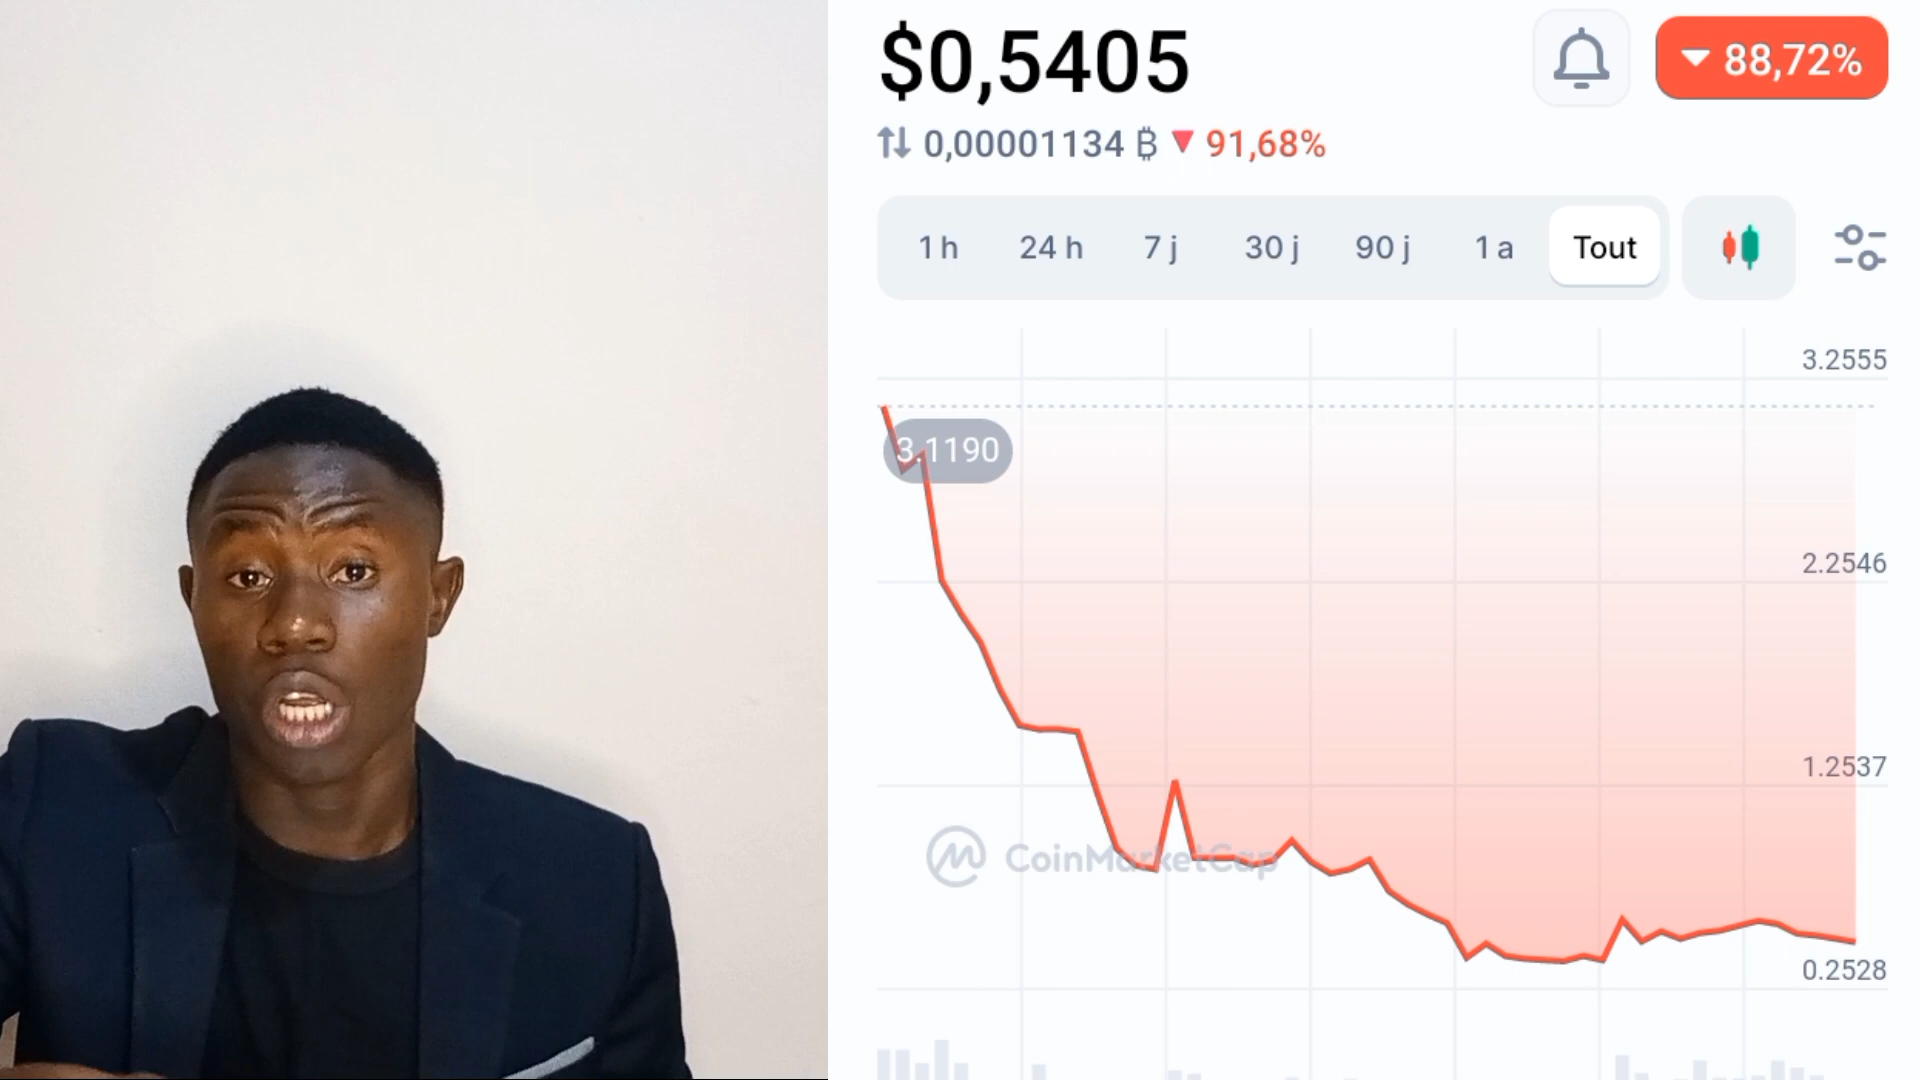 $0,5405
88,72%
0,00001134 ₿ 91,68%
1 h 24 h 7 j 30 j 90 j 1 a Tout
3.2555
3.1190
2.2546
1.2537
CoinMarketCap
0.2528